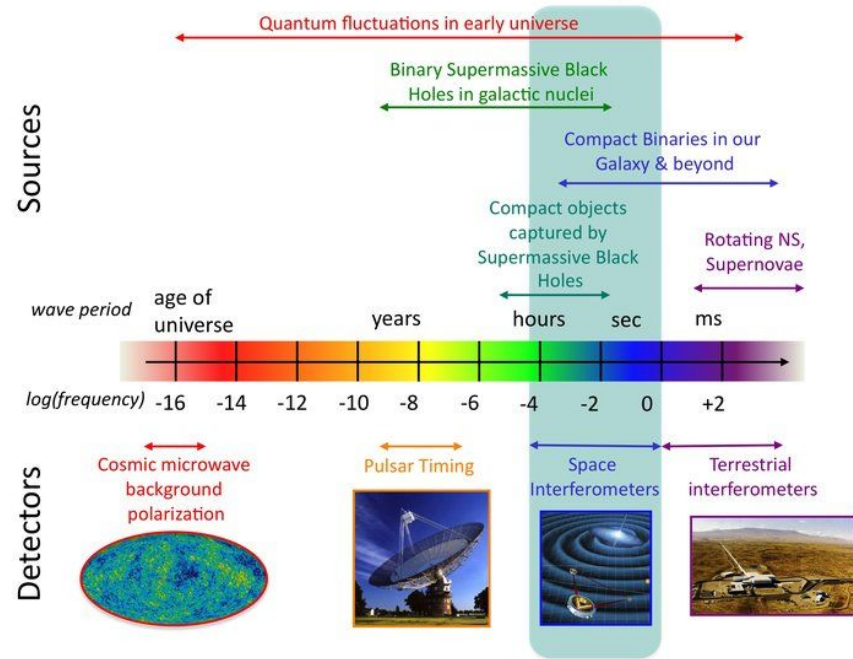 Quantum fluctuations in early universe
Binary Supermassive Black
Holes in galactic nuclei
Compact Binaries in our
Galaxy & beyond
Compact objects
captured by
Supermassive Black
Holes
Rotating NS,
Supernovae
Sources
wave period
age of
universe
years
hours
sec
ms
log(frequency)
-16
-14
-12
-10
-8
-6
-4
-2
0
+2
Detectors
Cosmic microwave
background
polarization
Pulsar Timing
Space
Interferometers
Terrestrial
interferometers